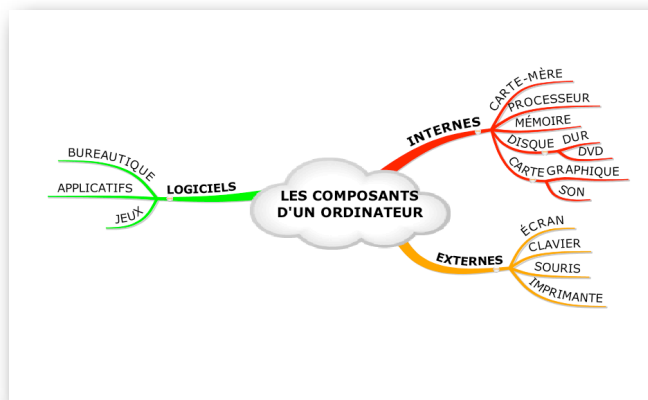 LES COMPOSANTS
D'UN ORDINATEUR
INTERNES
CARTE-MÈRE
PROCESSEUR
MÉMOIRE
DISQUE
DUR
DVD
CARTE
GRAPHIQUE
SON
EXTERNES
ÉCRAN
CLAVIER
SOURIS
IMPRIMANTE
LOGICIELS
BUREAUTIQUE
APPLICATIFS
JEUX